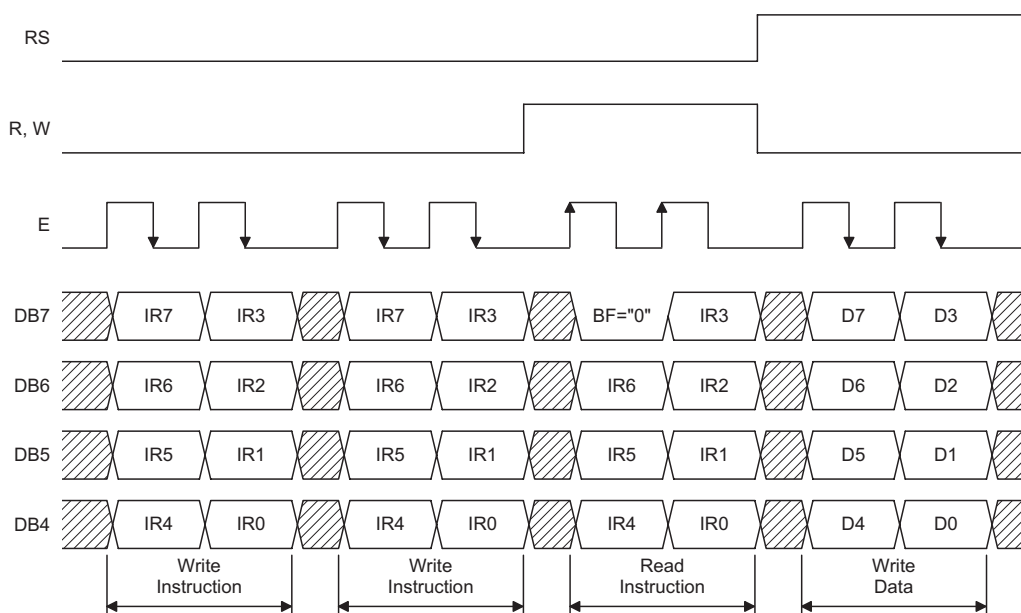 RS
R, W
E
DB7 IR7 IR3 IR7 IR3 BF="0" IR3 D7 D3
DB6 IR6 IR2 IR6 IR2 IR6 IR2 D6 D2
DB5 IR5 IR1 IR5 IR1 IR5 IR1 D5 D1
DB4 IR4 IR0 IR4 IR0 IR4 IR0 D4 D0
Write Write Read Write
Instruction Instruction Instruction Data